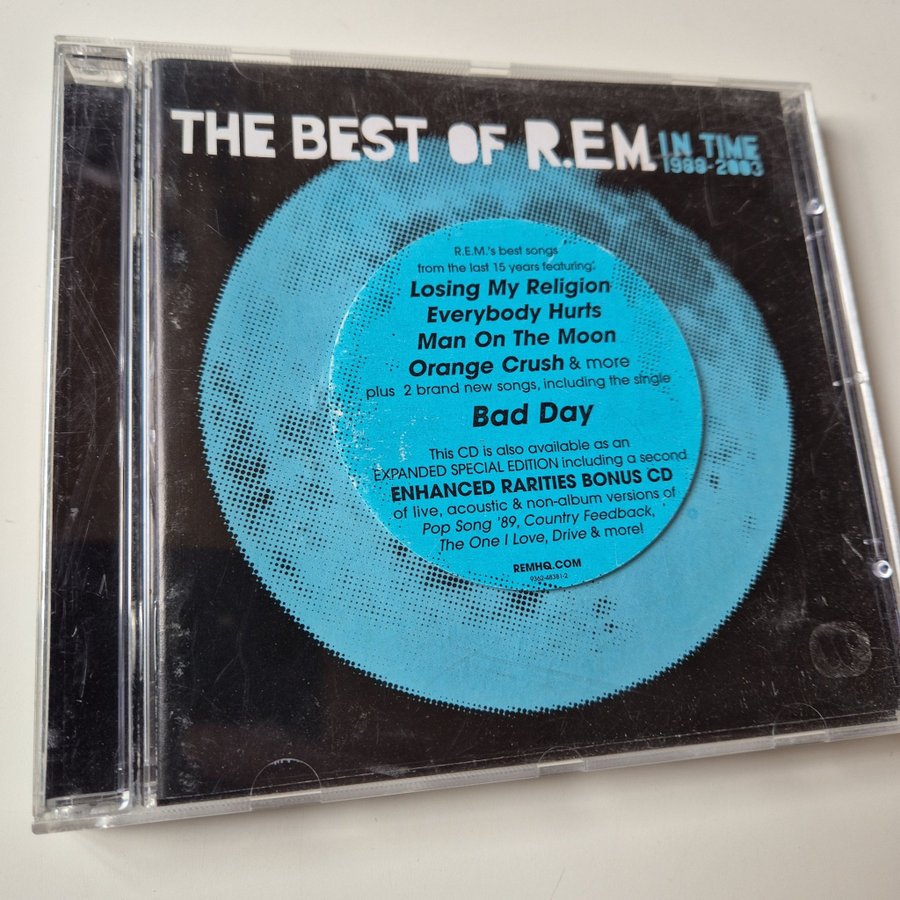 THE BEST OF R.E.M. IN TIME
1988-2003
R.E.M.'s best songs
from the last 15 years featuring:
Losing My Religion
Everybody Hurts
Man On The Moon
Orange Crush & more
plus 2 brand new songs, including the single
Bad Day
This CD is also available as an
EXPANDED SPECIAL EDITION including a second
ENHANCED RARITIES BONUS CD
of live, acoustic & non-album versions of
Pop Song '89, Country Feedback,
The One I Love, Drive & more!
REMHQ.COM
9362-48381-2